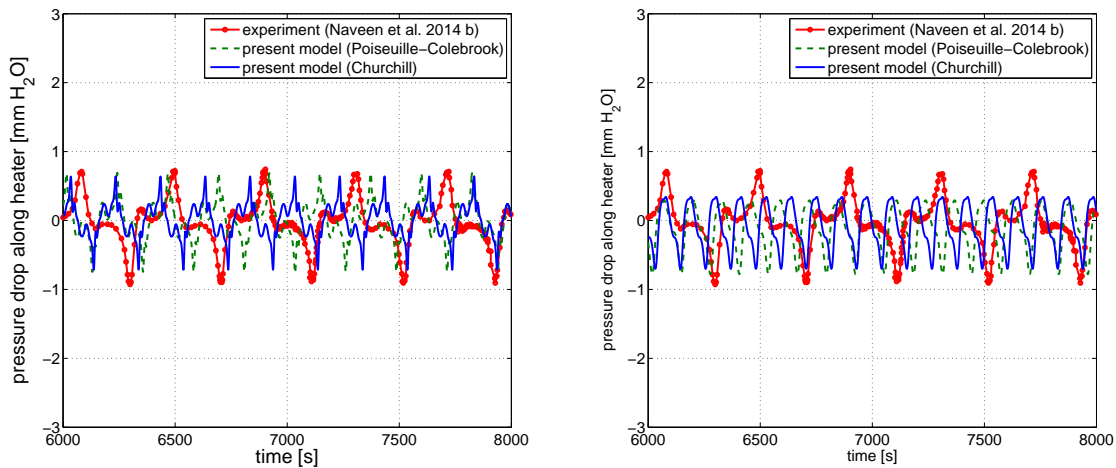 experiment (Naveen et al. 2014 b)
present model (Poiseuille−Colebrook)
present model (Churchill)
pressure drop along heater [mm H2O]
3
2
1
0
−1
−2
−3
6000
6500
7000
7500
8000
time [s]
experiment (Naveen et al. 2014 b)
present model (Poiseuille−Colebrook)
present model (Churchill)
pressure drop along heater [mm H2O]
3
2
1
0
−1
−2
−3
6000
6500
7000
7500
8000
time [s]